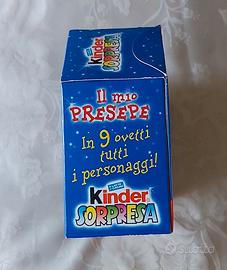 Kinder
SORPRESA
Il mio
PRESEPE
In 9 ovetti
tutti
i personaggi!
Kinder
SORPRESA